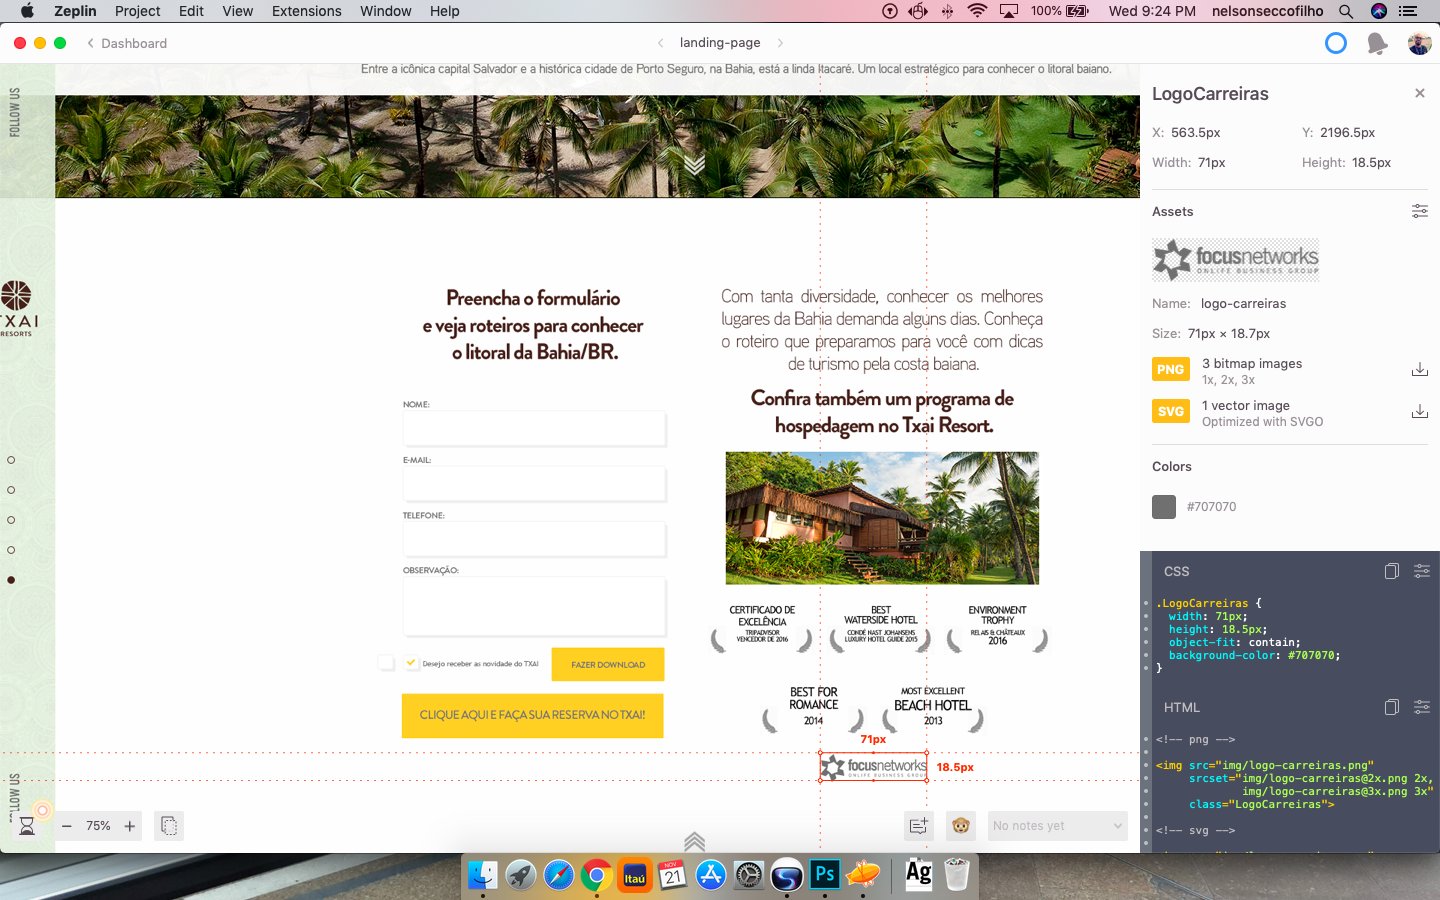 Zeplin Project Edit View Extensions Window Help
100% Wed 9:24 PM nelsonseccofilho
Dashboard
landing-page
Entre a icônica capital Salvador e a histórica cidade de Porto Seguro, na Bahia, está a linda Itacaré. Um local estratégico para conhecer o litoral baiano.
FOLLOW US
TXAI
RESORTS
Preencha o formulário
e veja roteiros para conhecer
o litoral da Bahia/BR.
NOME:
E-MAIL:
TELEFONE:
OBSERVAÇÃO:
Desejo receber as novidade do TXAI
FAZER DOWNLOAD
CLIQUE AQUI E FAÇA SUA RESERVA NO TXAI!
Com tanta diversidade, conhecer os melhores
lugares da Bahia demanda alguns dias. Conheça
o roteiro que preparamos para você com dicas
de turismo pela costa baiana.
Confira também um programa de
hospedagem no Txai Resort.
CERTIFICADO DE
EXCELÊNCIA
TRIPADVISOR
VENCEDOR DE 2016
BEST
WATERSIDE HOTEL
CONDÉ NAST JOHANSENS
LUXURY HOTEL GUIDE 2015
ENVIRONMENT
TROPHY
RELAIS & CHÂTEAUX
2016
BEST FOR
ROMANCE
2014
MOST EXCELLENT
BEACH HOTEL
2013
71px
focusnetworks
ONLIFE BUSINESS GROUP
18.5px
FOLLOW US
75%
No notes yet
LogoCarreiras
X: 563.5px Y: 2196.5px
Width: 71px Height: 18.5px
Assets
focusnetworks
ONLIFE BUSINESS GROUP
Name: logo-carreiras
Size: 71px × 18.7px
PNG 3 bitmap images
1x, 2x, 3x
SVG 1 vector image
Optimized with SVGO
Colors
#707070
CSS
.LogoCarreiras {
width: 71px;
height: 18.5px;
object-fit: contain;
background-color: #707070;
}
HTML
<!-- png -->
<img src="img/logo-carreiras.png"
srcset="img/logo-carreiras@2x.png 2x,
img/logo-carreiras@3x.png 3x"
class="LogoCarreiras">
<!-- svg -->
Itaú
NOV
21
Ps
Ag